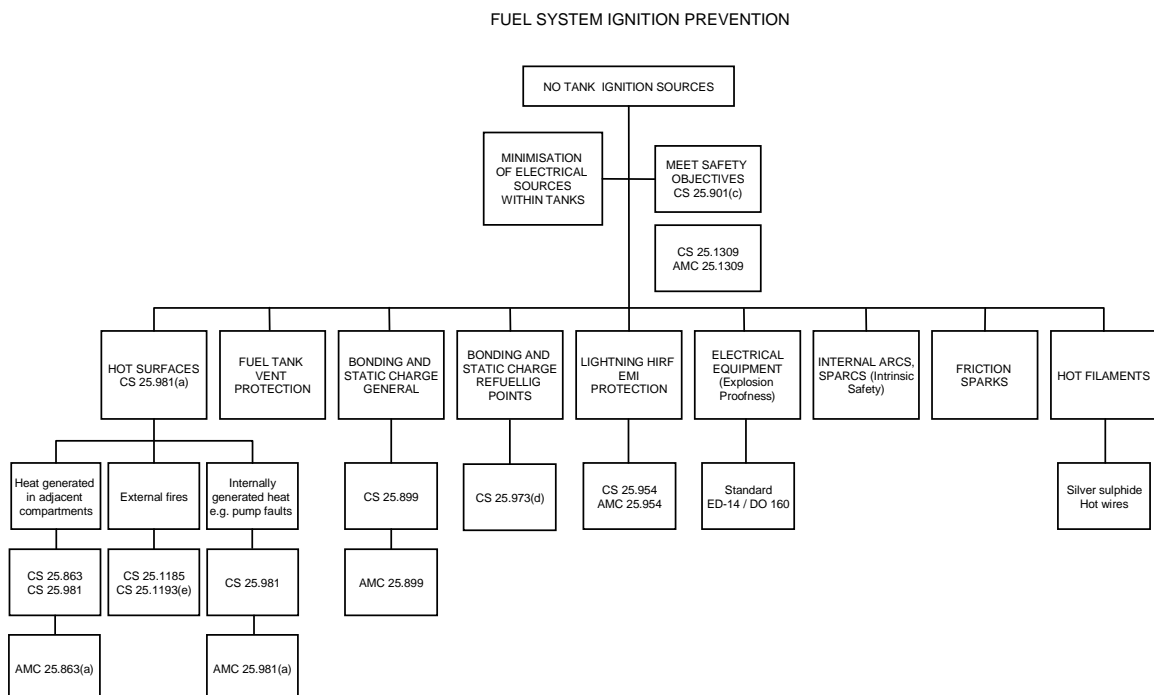 FUEL SYSTEM IGNITION PREVENTION
NO TANK IGNITION SOURCES
MINIMISATION
OF ELECTRICAL
SOURCES
WITHIN TANKS
MEET SAFETY
OBJECTIVES
CS 25.901(c)
CS 25.1309
AMC 25.1309
HOT SURFACES
CS 25.981(a)
FUEL TANK
VENT
PROTECTION
BONDING AND
STATIC CHARGE
GENERAL
BONDING AND
STATIC CHARGE
REFUELLIG
POINTS
LIGHTNING HIRF
EMI
PROTECTION
ELECTRICAL
EQUIPMENT
(Explosion
Proofness)
INTERNAL ARCS,
SPARCS (Intrinsic
Safety)
FRICTION
SPARKS
HOT FILAMENTS
Heat generated
in adjacent
compartments
External fires
Internally
generated heat
e.g. pump faults
CS 25.899
CS 25.973(d)
CS 25.954
AMC 25.954
Standard
ED-14 / DO 160
Silver sulphide
Hot wires
CS 25.863
CS 25.981
CS 25.1185
CS 25.1193(e)
CS 25.981
AMC 25.899
AMC 25.863(a)
AMC 25.981(a)